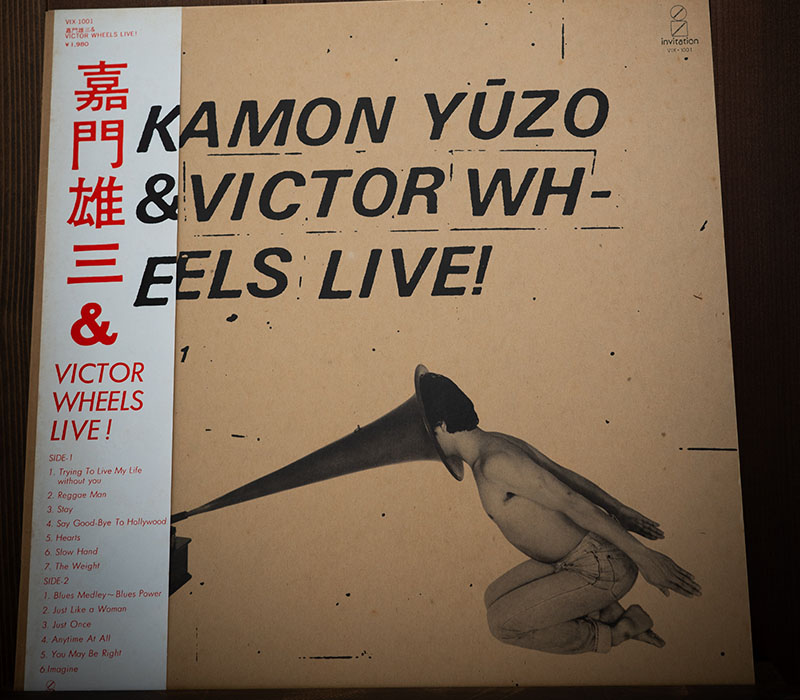 VIX 1001
嘉門雄三&
VICTOR WHEELS LIVE!
¥1,980
嘉門雄三
&
VICTOR
WHEELS
LIVE!
SIDE-1
1. Trying To Live My Life
without you
2. Reggae Man
3. Stay
4. Say Good-Bye To Hollywood
5. Hearts
6. Slow Hand
7. The Weight
SIDE-2
1. Blues Medley~Blues Power
2. Just Like a Woman
3. Just Once
4. Anytime At All
5. You May Be Right
6. Imagine
KAMON YŪZO
& VICTOR WH-
EELS LIVE!
1
invitation
VIX-1001